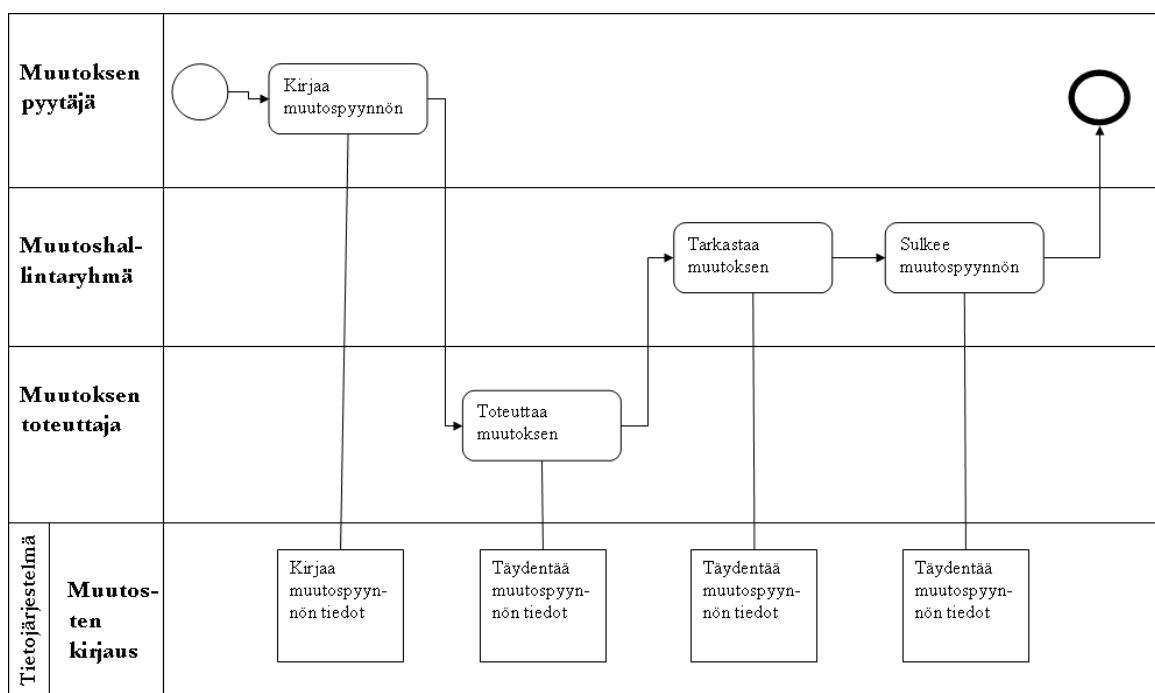 Muutoksen
pyytäjä
Kirjaa
muutospyynnön
Muutoshal-
lintaryhmä
Tarkastaa
muutoksen
Sulkee
muutospyynnön
Muutoksen
toteuttaja
Toteuttaa
muutoksen
Tietojärjestelmä
Muutos-
ten
kirjaus
Kirjaa
muutospyyn-
nön tiedot
Täydentää
muutospyyn-
nön tiedot
Täydentää
muutospyyn-
nön tiedot
Täydentää
muutospyyn-
nön tiedot